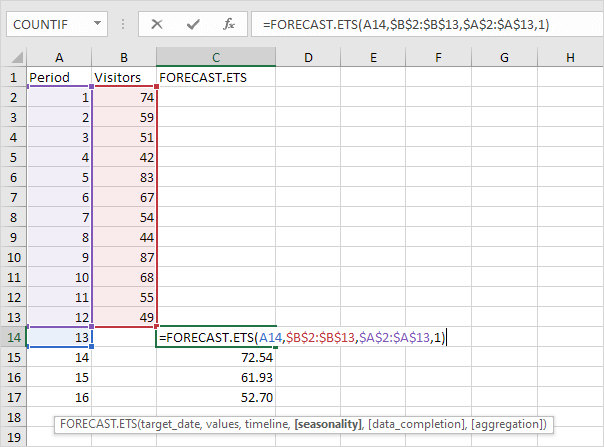 COUNTIF =FORECAST.ETS(A14,$B$2:$B$13,$A$2:$A$13,1)
A B C D E F G H
1 Period Visitors FORECAST.ETS
2 1 74
3 2 59
4 3 51
5 4 42
6 5 83
7 6 67
8 7 54
9 8 44
10 9 87
11 10 68
12 11 55
13 12 49
14 13 =FORECAST.ETS(A14,$B$2:$B$13,$A$2:$A$13,1)
15 14 72.54
16 15 61.93
17 16 52.70
18 FORECAST.ETS(target_date, values, timeline, [seasonality], [data_completion], [aggregation])